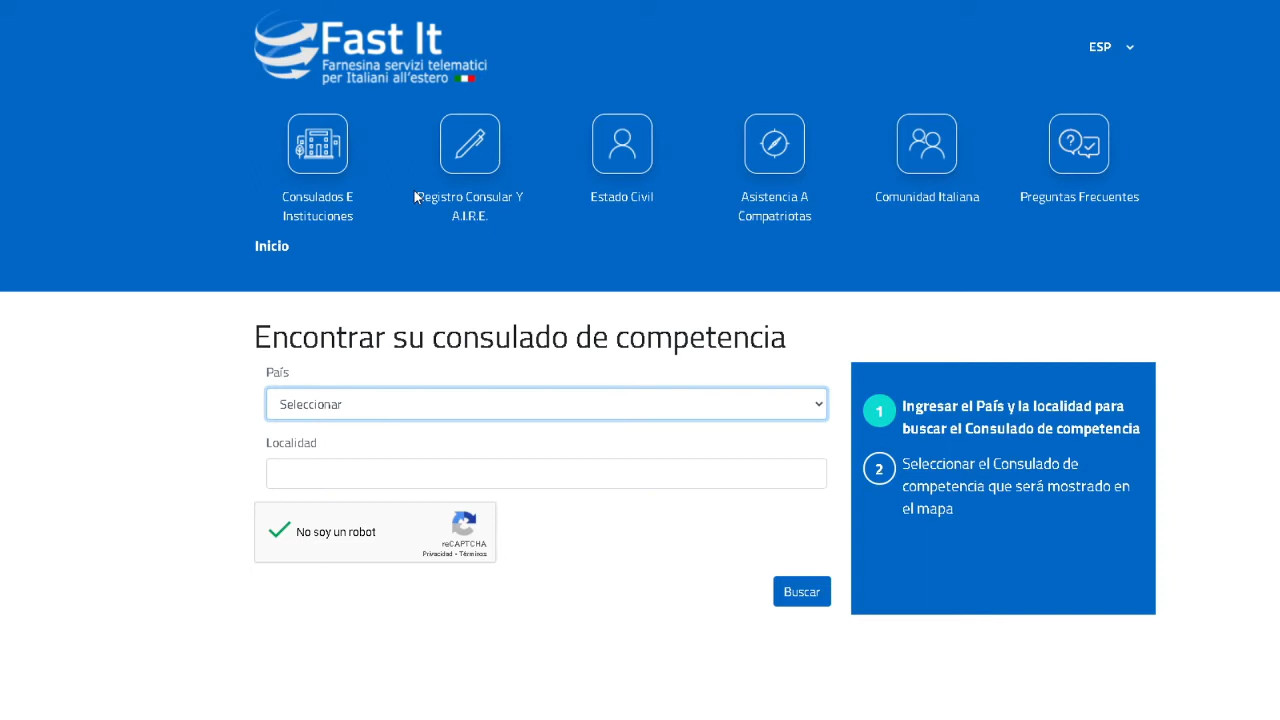 Fast It
Farnesina servizi telematici
per Italiani all'estero
ESP
Consulados E
Instituciones
Registro Consular Y
A.I.R.E.
Estado Civil
Asistencia A
Compatriotas
Comunidad Italiana
Preguntas Frecuentes
Inicio
Encontrar su consulado de competencia
País
Seleccionar
Localidad
No soy un robot
reCAPTCHA
Privacidad - Términos
Buscar
1
Ingresar el País y la localidad para
buscar el Consulado de competencia
2
Seleccionar el Consulado de
competencia que será mostrado en
el mapa